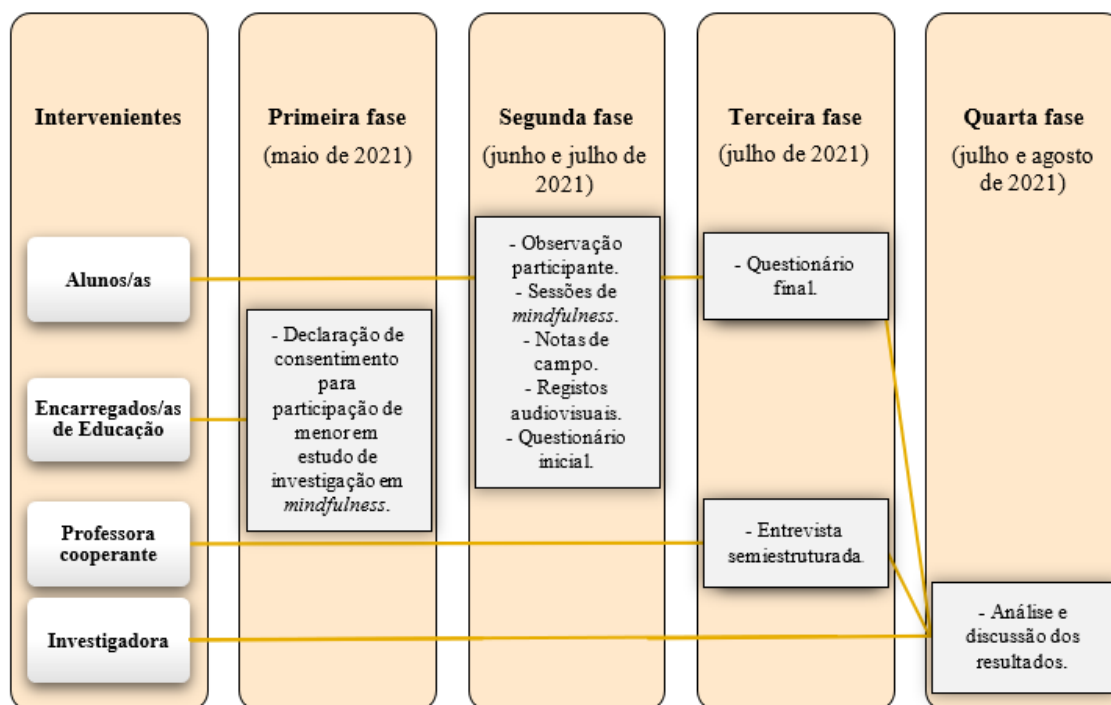 Intervenientes
Alunos/as
Encarregados/as
de Educação
Professora
cooperante
Investigadora
Primeira fase
(maio de 2021)
- Declaração de
consentimento
para
participação de
menor em
estudo de
investigação em
mindfulness.
Segunda fase
(junho e julho de
2021)
- Observação
participante.
- Sessões de
mindfulness.
- Notas de
campo.
- Registos
audiovisuais.
- Questionário
inicial.
Terceira fase
(julho de 2021)
- Questionário
final.
- Entrevista
semiestruturada.
Quarta fase
(julho e agosto
de 2021)
- Análise e
discussão dos
resultados.